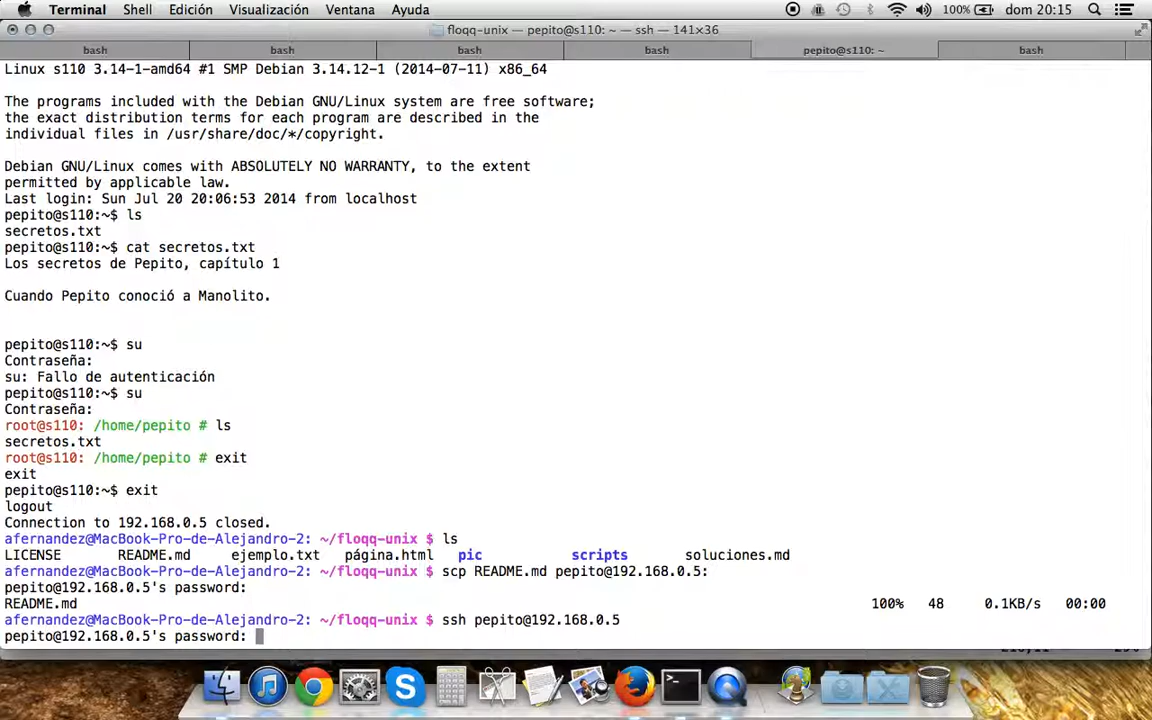 Terminal Shell Edición Visualización Ventana Ayuda 100% dom 20:15
floqq-unix — pepito@s110: ~ — ssh — 141×36
bash bash bash bash pepito@s110: ~ bash
Linux s110 3.14-1-amd64 #1 SMP Debian 3.14.12-1 (2014-07-11) x86_64
The programs included with the Debian GNU/Linux system are free software;
the exact distribution terms for each program are described in the
individual files in /usr/share/doc/*/copyright.
Debian GNU/Linux comes with ABSOLUTELY NO WARRANTY, to the extent
permitted by applicable law.
Last login: Sun Jul 20 20:06:53 2014 from localhost
pepito@s110:~$ ls
secretos.txt
pepito@s110:~$ cat secretos.txt
Los secretos de Pepito, capítulo 1
Cuando Pepito conoció a Manolito.
pepito@s110:~$ su
Contraseña:
su: Fallo de autenticación
pepito@s110:~$ su
Contraseña:
root@s110: /home/pepito # ls
secretos.txt
root@s110: /home/pepito # exit
exit
pepito@s110:~$ exit
logout
Connection to 192.168.0.5 closed.
afernandez@MacBook-Pro-de-Alejandro-2: ~/floqq-unix $ ls
LICENSE README.md ejemplo.txt página.html pic scripts soluciones.md
afernandez@MacBook-Pro-de-Alejandro-2: ~/floqq-unix $ scp README.md pepito@192.168.0.5:
pepito@192.168.0.5's password:
README.md 100% 48 0.1KB/s 00:00
afernandez@MacBook-Pro-de-Alejandro-2: ~/floqq-unix $ ssh pepito@192.168.0.5
pepito@192.168.0.5's password: